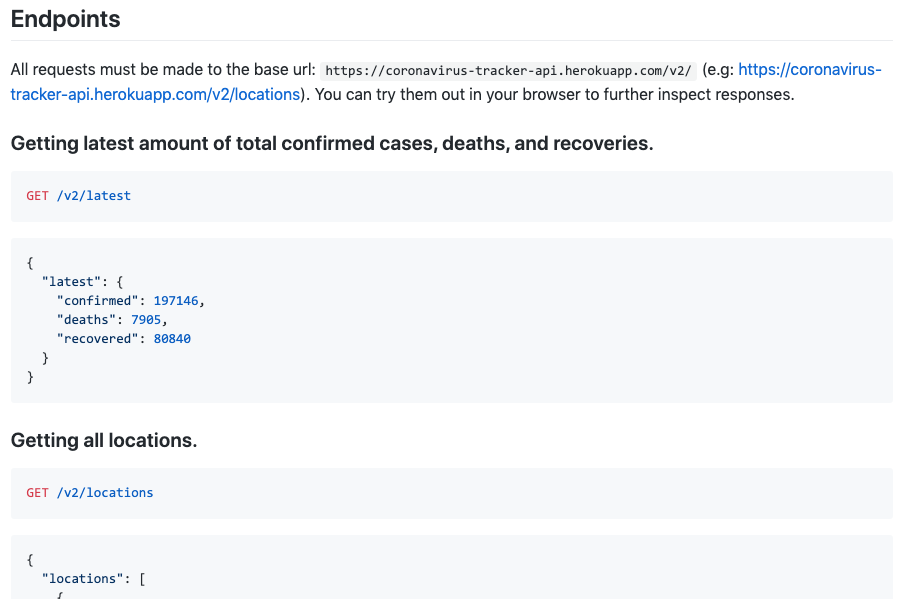 Endpoints
All requests must be made to the base url: https://coronavirus-tracker-api.herokuapp.com/v2/ (e.g: https://coronavirus-
tracker-api.herokuapp.com/v2/locations). You can try them out in your browser to further inspect responses.
Getting latest amount of total confirmed cases, deaths, and recoveries.
GET /v2/latest
{
"latest": {
"confirmed": 197146,
"deaths": 7905,
"recovered": 80840
}
}
Getting all locations.
GET /v2/locations
{
"locations": [
{